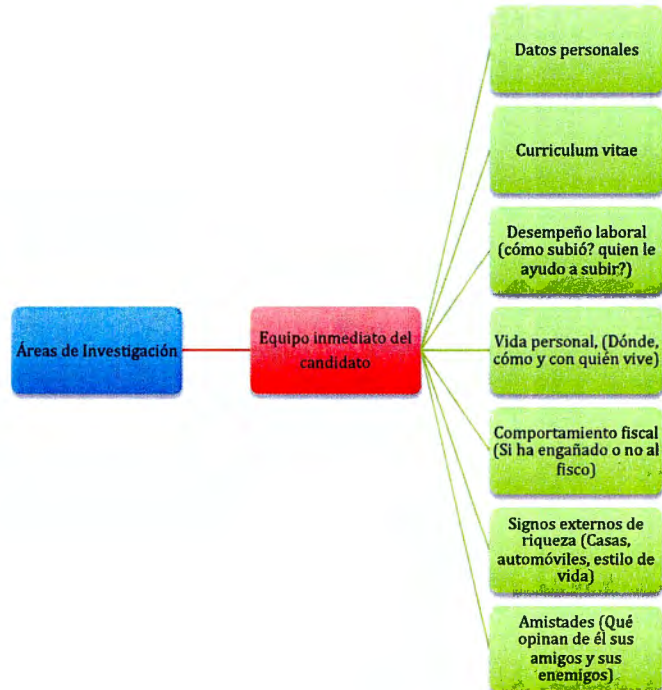 Áreas de Investigación
Equipo inmediato del
candidato
Datos personales
Curriculum vitae
Desempeño laboral
(cómo subió? quien le
ayudo a subir?)
Vida personal, (Dónde,
cómo y con quién vive)
Comportamiento fiscal
(Si ha engañado o no al
fisco)
Signos externos de
riqueza (Casas,
automóviles, estilo de
vida)
Amistades (Qué
opinan de él sus
amigos y sus
enemigos)